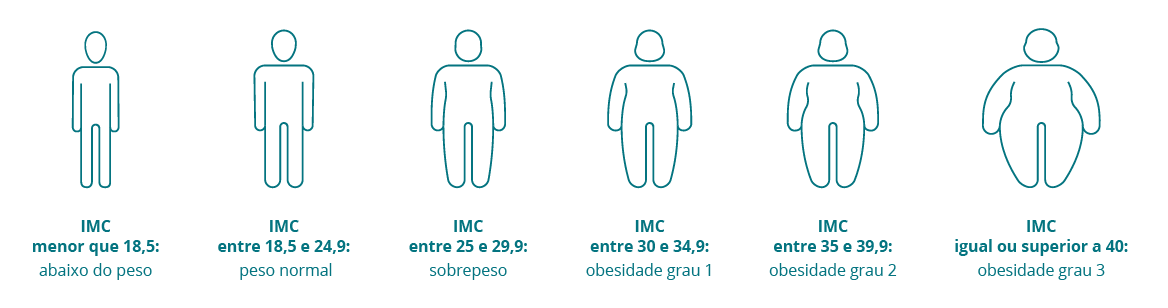 IMC
menor que 18,5:
abaixo do peso
IMC
entre 18,5 e 24,9:
peso normal
IMC
entre 25 e 29,9:
sobrepeso
IMC
entre 30 e 34,9:
obesidade grau 1
IMC
entre 35 e 39,9:
obesidade grau 2
IMC
igual ou superior a 40:
obesidade grau 3